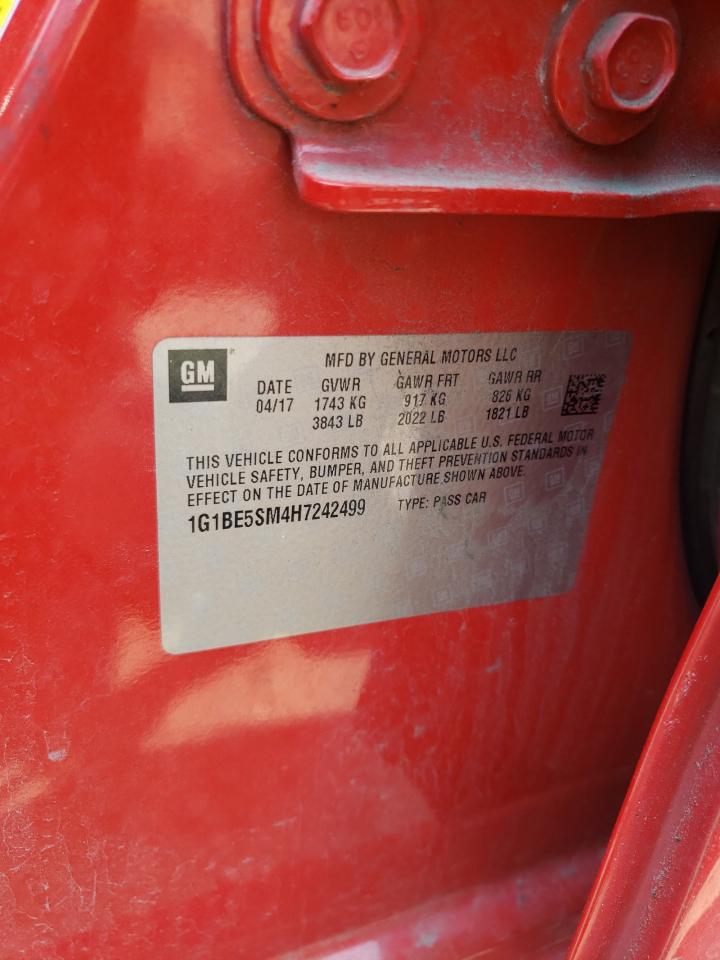 GM
MFD BY GENERAL MOTORS LLC
DATE GVWR GAWR FRT GAWR RR
04/17 1743 KG 917 KG 826 KG
3843 LB 2022 LB 1821 LB
THIS VEHICLE CONFORMS TO ALL APPLICABLE U.S. FEDERAL MOTOR
VEHICLE SAFETY, BUMPER, AND THEFT PREVENTION STANDARDS IN
EFFECT ON THE DATE OF MANUFACTURE SHOWN ABOVE.
1G1BE5SM4H7242499 TYPE: PASS CAR